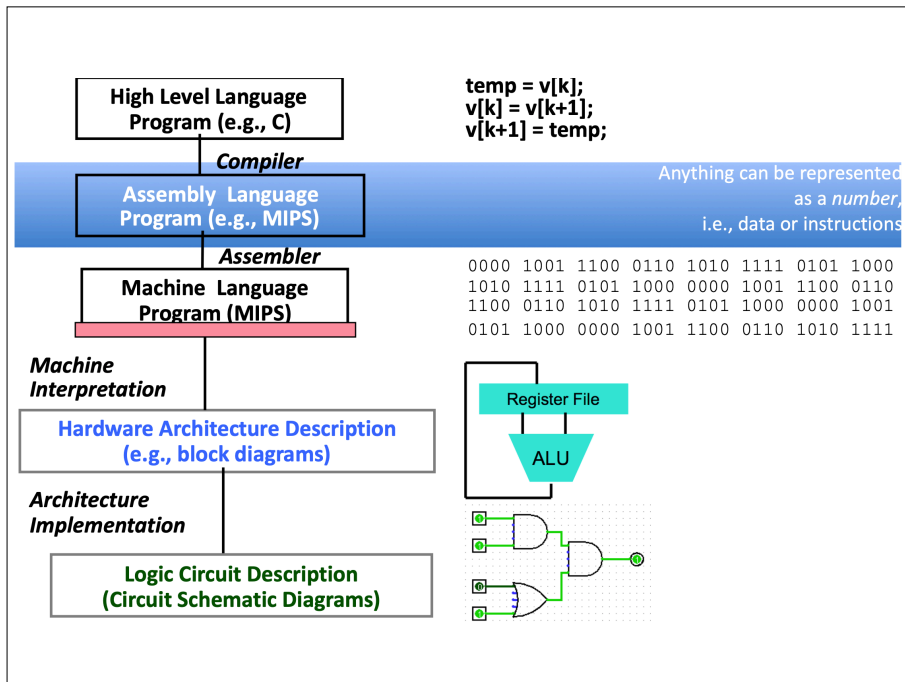 High Level Language
Program (e.g., C)
temp = v[k];
v[k] = v[k+1];
v[k+1] = temp;
Compiler
Assembly Language
Program (e.g., MIPS)
Anything can be represented
as a number,
i.e., data or instructions
Assembler
Machine Language
Program (MIPS)
0000 1001 1100 0110 1010 1111 0101 1000
1010 1111 0101 1000 0000 1001 1100 0110
1100 0110 1010 1111 0101 1000 0000 1001
0101 1000 0000 1001 1100 0110 1010 1111
Machine
Interpretation
Register File
ALU
Hardware Architecture Description
(e.g., block diagrams)
Architecture
Implementation
Logic Circuit Description
(Circuit Schematic Diagrams)